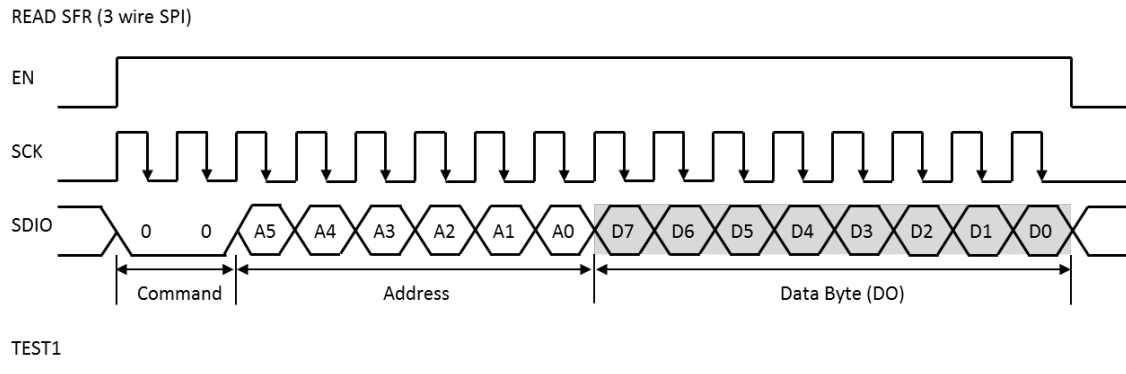 READ SFR (3 wire SPI)
EN
SCK
SDIO 0 0 A5 A4 A3 A2 A1 A0 D7 D6 D5 D4 D3 D2 D1 D0
Command Address Data Byte (DO)
TEST1